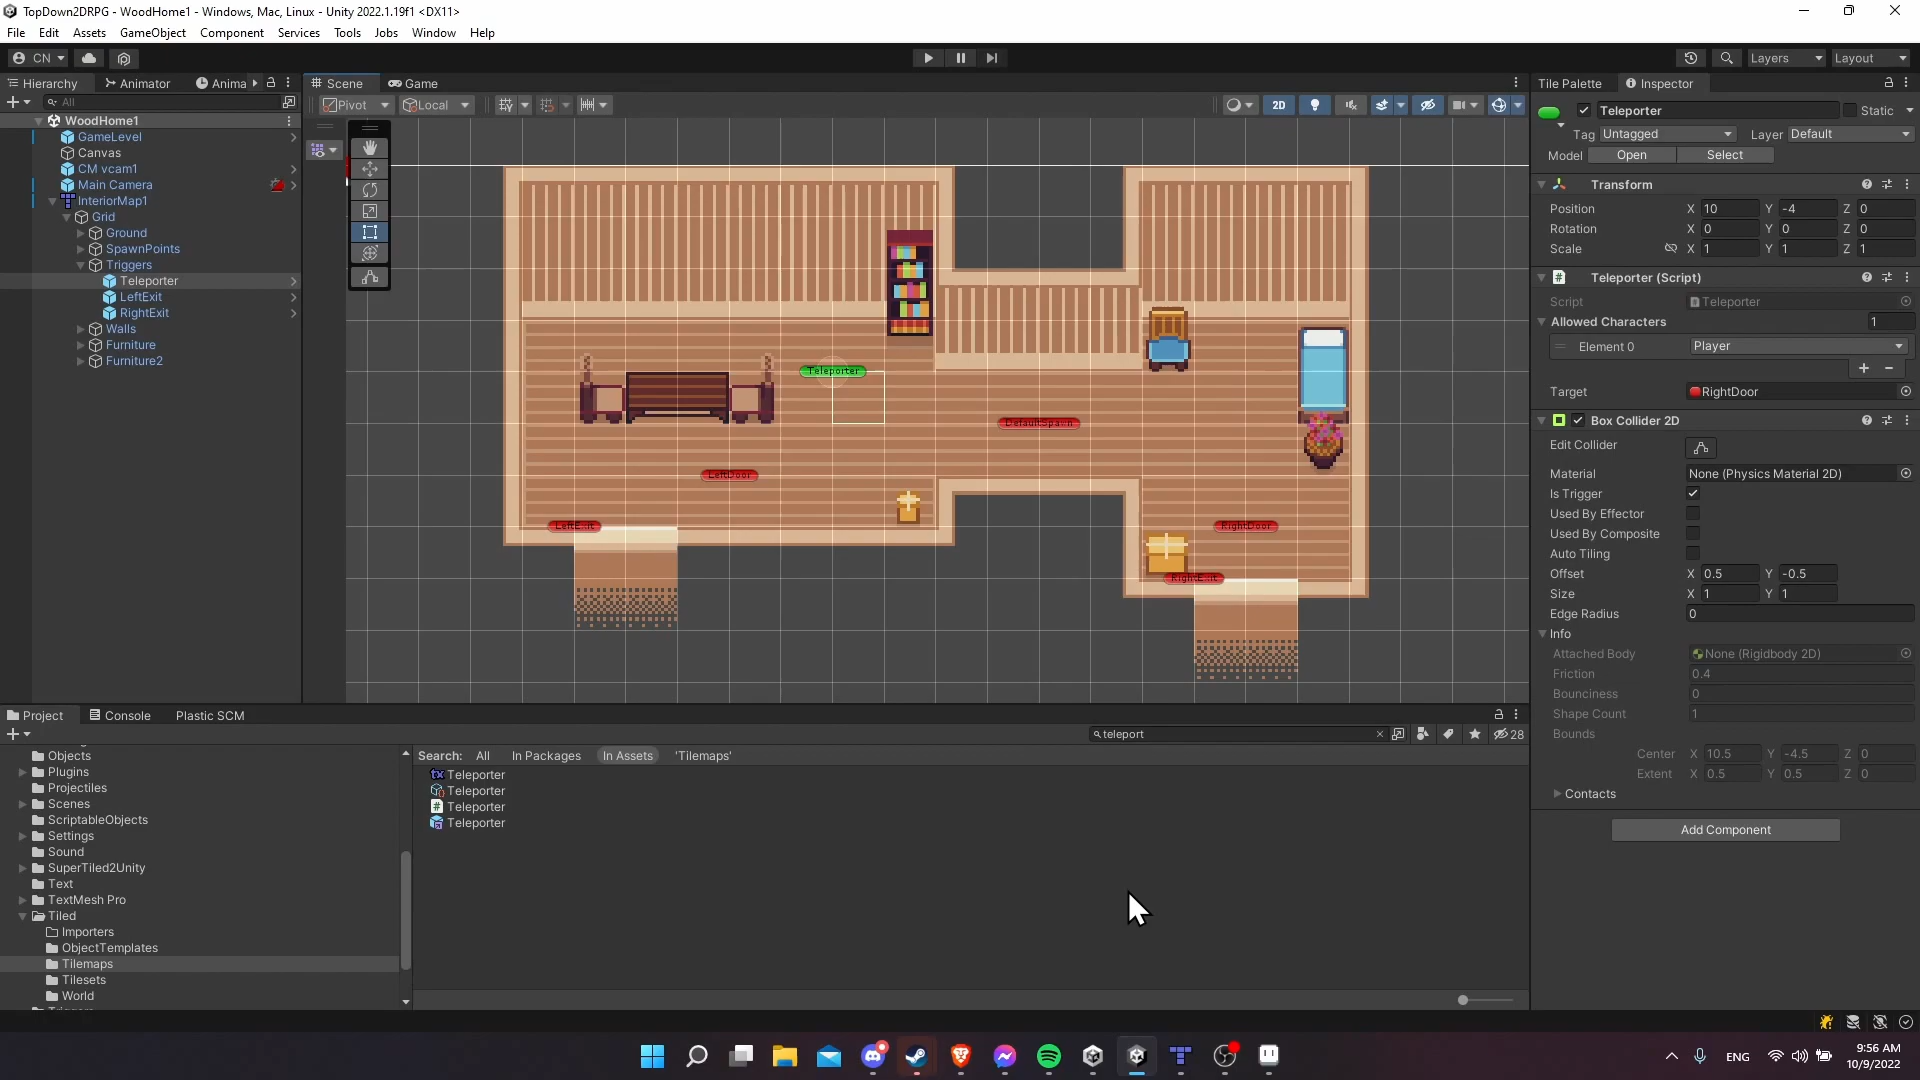 TopDown2DRPG - WoodHome1 - Windows, Mac, Linux - Unity 2022.1.19f1 <DX11>
File Edit Assets GameObject Component Services Tools Jobs Window Help
CN Layers Layout
Hierarchy Animator Anima Scene Game Tile Palette Inspector
All Pivot Local 2D Teleporter Static
WoodHome1 Tag Untagged Layer Default
GameLevel
Canvas Model Open Select
CM vcam1
Main Camera Transform
InteriorMap1 Position X 10 Y -4 Z 0
Grid Rotation X 0 Y 0 Z 0
Ground Scale X 1 Y 1 Z 1
SpawnPoints
Triggers Teleporter (Script)
Teleporter Script Teleporter
LeftExit Allowed Characters 1
RightExit Element 0 Player
Walls
Furniture Target RightDoor
Furniture2
Teleporter
DefaultSpawn
LeftDoor
LeftExit RightDoor
RightExit
Box Collider 2D
Edit Collider
Material None (Physics Material 2D)
Is Trigger
Used By Effector
Used By Composite
Auto Tiling
Offset X 0.5 Y -0.5
Size X 1 Y 1
Edge Radius 0
Info
Attached Body None (Rigidbody 2D)
Friction 0.4
Bounciness 0
Shape Count 1
Bounds
Center X 10.5 Y -4.5 Z 0
Extent X 0.5 Y 0.5 Z 0
Contacts
Add Component
Project Console Plastic SCM
teleport 28
Search: All In Packages In Assets 'Tilemaps'
Teleporter
Teleporter
Teleporter
Teleporter
Objects
Plugins
Projectiles
Scenes
ScriptableObjects
Settings
Sound
SuperTiled2Unity
Text
TextMesh Pro
Tiled
Importers
ObjectTemplates
Tilemaps
Tilesets
World
ENG 9:56 AM
10/9/2022